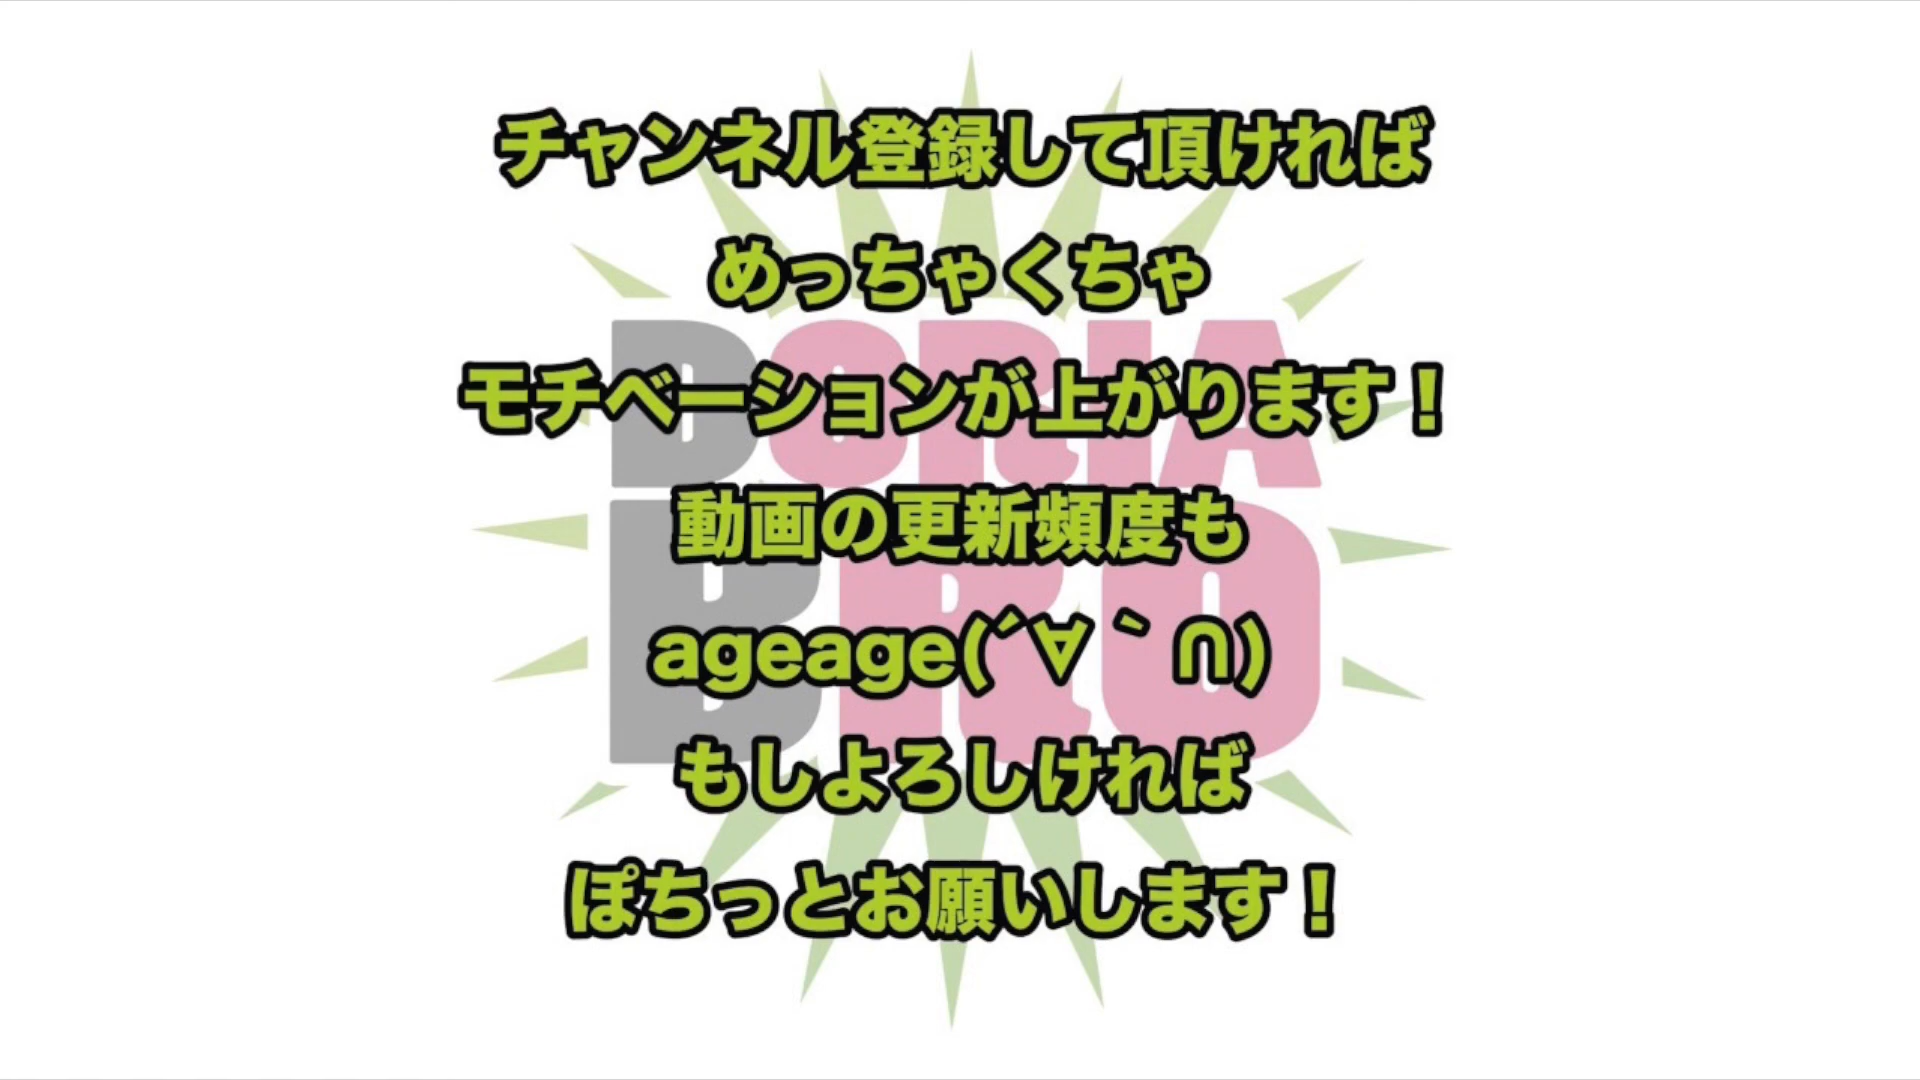 チャンネル登録して頂ければ
めっちゃくちゃ
モチベーションが上がります！
動画の更新頻度も
ageage(´∀｀∩)
もしよろしければ
ぽちっとお願いします！
DORIA
BRO